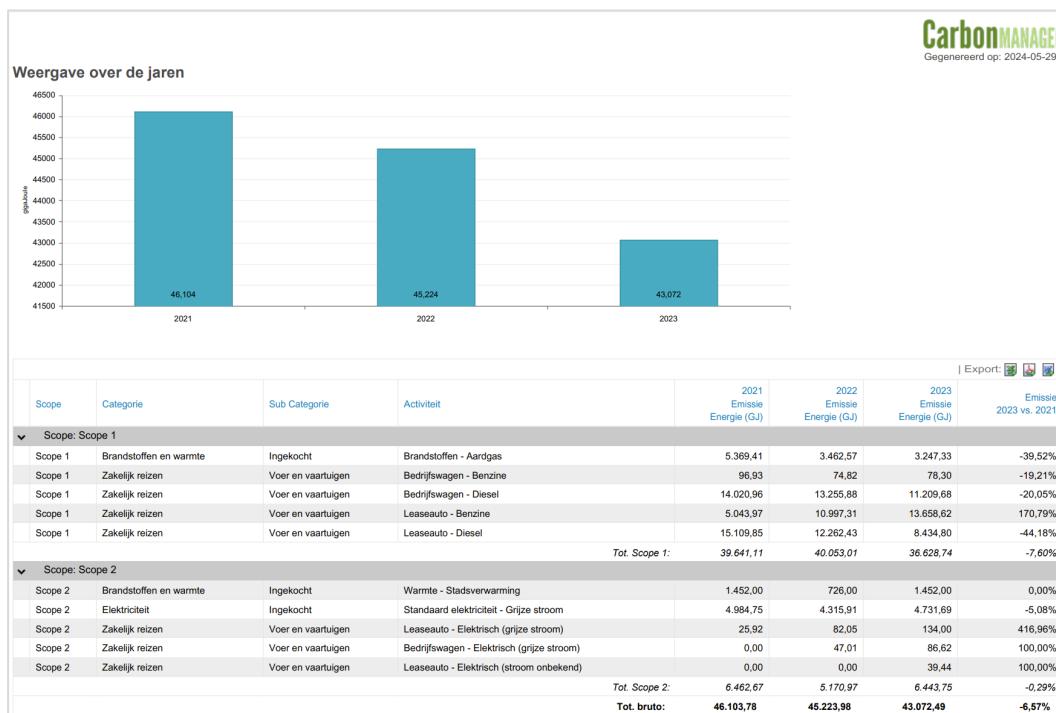 CarbonMANAGE
Gegenereerd op: 2024-05-29
Weergave over de jaren
46500
46000
45500
45000
44500
44000
43500
43000
42500
42000
41500
gigaJoule
46,104
45,224
43,072
2021
2022
2023
| Export:
Scope Categorie Sub Categorie Activiteit 2021 Emissie Energie (GJ) 2022 Emissie Energie (GJ) 2023 Emissie Energie (GJ) Emissie 2023 vs. 2021
Scope: Scope 1
Scope 1 Brandstoffen en warmte Ingekocht Brandstoffen - Aardgas 5.369,41 3.462,57 3.247,33 -39,52%
Scope 1 Zakelijk reizen Voer en vaartuigen Bedrijfswagen - Benzine 96,93 74,82 78,30 -19,21%
Scope 1 Zakelijk reizen Voer en vaartuigen Bedrijfswagen - Diesel 14.020,96 13.255,88 11.209,68 -20,05%
Scope 1 Zakelijk reizen Voer en vaartuigen Leaseauto - Benzine 5.043,97 10.997,31 13.658,62 170,79%
Scope 1 Zakelijk reizen Voer en vaartuigen Leaseauto - Diesel 15.109,85 12.262,43 8.434,80 -44,18%
Tot. Scope 1: 39.641,11 40.053,01 36.628,74 -7,60%
Scope: Scope 2
Scope 2 Brandstoffen en warmte Ingekocht Warmte - Stadsverwarming 1.452,00 726,00 1.452,00 0,00%
Scope 2 Elektriciteit Ingekocht Standaard elektriciteit - Grijze stroom 4.984,75 4.315,91 4.731,69 -5,08%
Scope 2 Zakelijk reizen Voer en vaartuigen Leaseauto - Elektrisch (grijze stroom) 25,92 82,05 134,00 416,96%
Scope 2 Zakelijk reizen Voer en vaartuigen Bedrijfswagen - Elektrisch (grijze stroom) 0,00 47,01 86,62 100,00%
Scope 2 Zakelijk reizen Voer en vaartuigen Leaseauto - Elektrisch (stroom onbekend) 0,00 0,00 39,44 100,00%
Tot. Scope 2: 6.462,67 5.170,97 6.443,75 -0,29%
Tot. bruto: 46.103,78 45.223,98 43.072,49 -6,57%